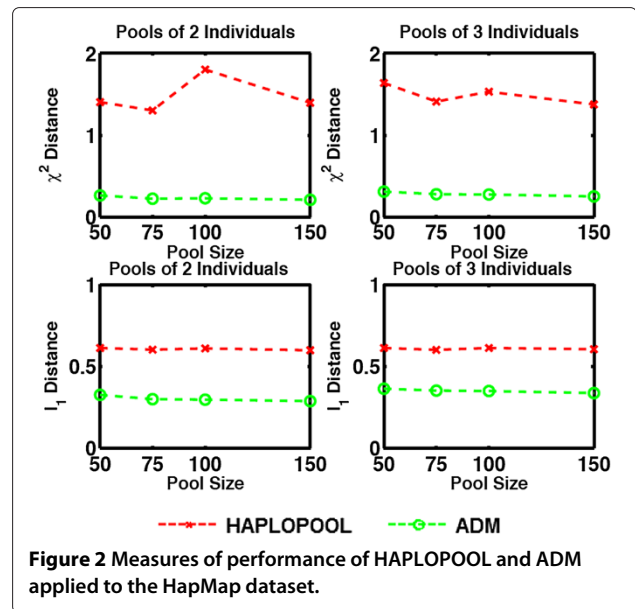 Pools of 2 Individuals
Pools of 3 Individuals
2
1
0
χ² Distance
50 75 100 150
Pool Size
2
1
0
χ² Distance
50 75 100 150
Pool Size
Pools of 2 Individuals
Pools of 3 Individuals
1
0.5
0
l_1 Distance
50 75 100 150
Pool Size
1
0.5
0
l_1 Distance
50 75 100 150
Pool Size
HAPLOPOOL ADM
Figure 2 Measures of performance of HAPLOPOOL and ADM
applied to the HapMap dataset.